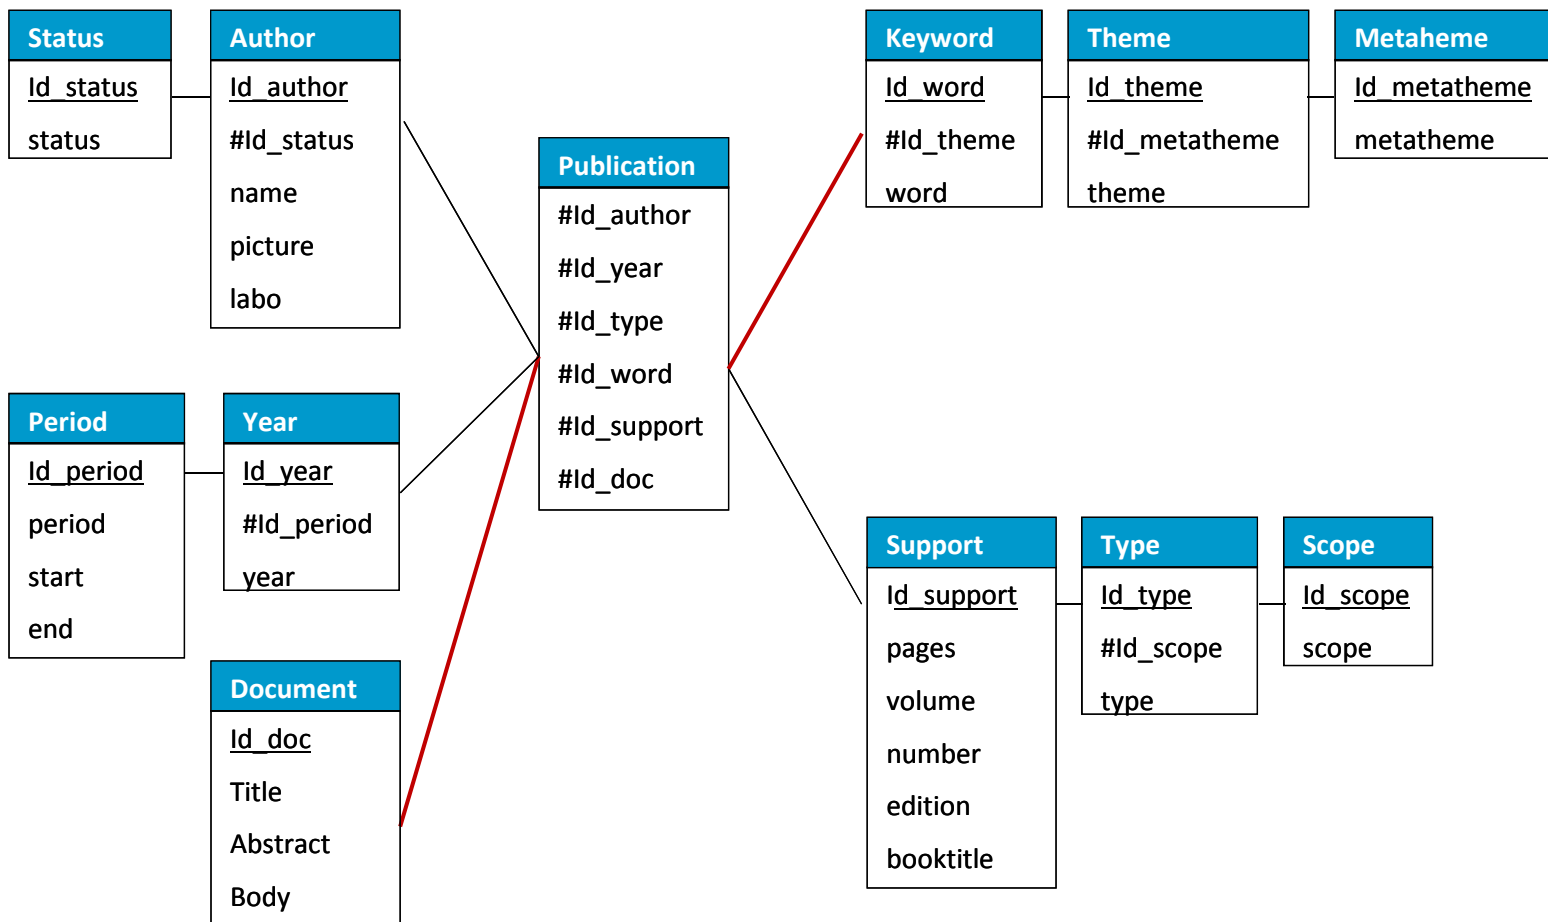 Status
Id_status
status
Author
Id_author
#Id_status
name
picture
labo
Publication
#Id_author
#Id_year
#Id_type
#Id_word
#Id_support
#Id_doc
Keyword
Id_word
#Id_theme
word
Theme
Id_theme
#Id_metatheme
theme
Metaheme
Id_metatheme
metatheme
Period
Id_period
period
start
end
Year
Id_year
#Id_period
year
Document
Id_doc
Title
Abstract
Body
Support
Id_support
pages
volume
number
edition
booktitle
Type
Id_type
#Id_scope
type
Scope
Id_scope
scope